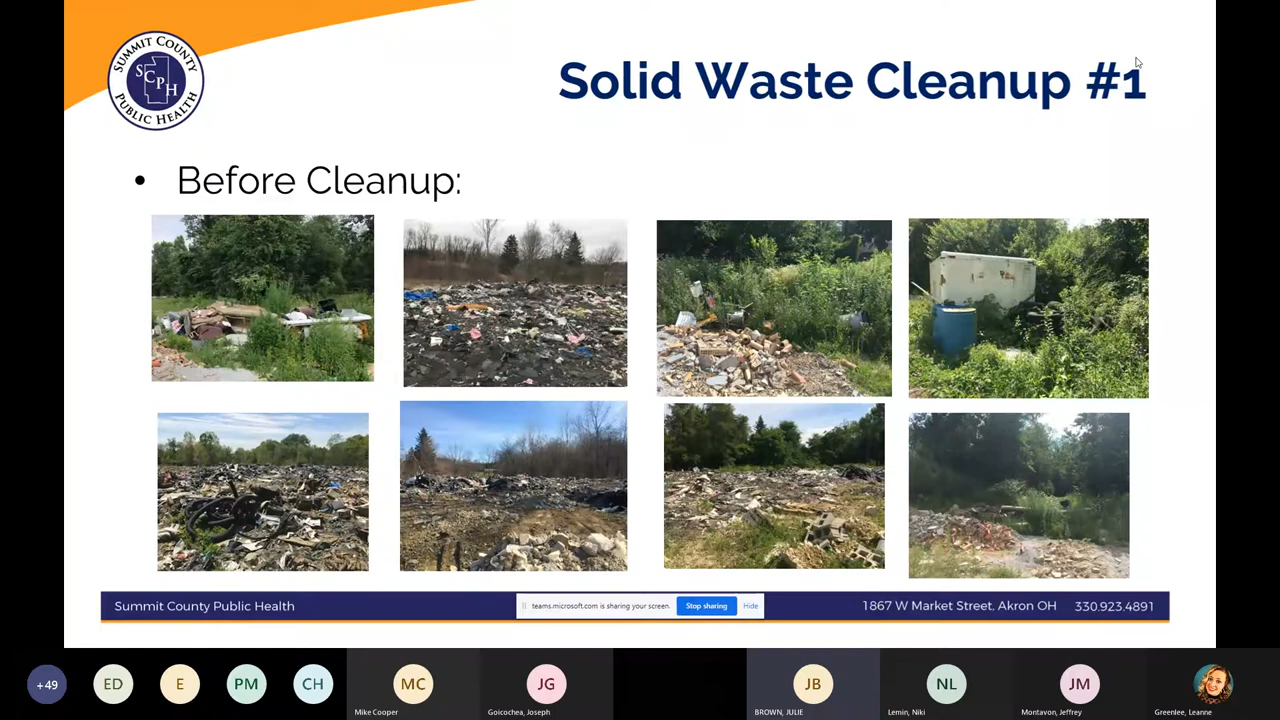 SUMMIT COUNTY
SCPH
PUBLIC HEALTH
Solid Waste Cleanup #1
• Before Cleanup:
Summit County Public Health
teams.microsoft.com is sharing your screen.
Stop sharing
Hide
1867 W Market Street, Akron OH
330.923.4891
+49
ED
E
PM
CH
MC
JG
JB
NL
JM
Mike Cooper
Goicochea, Joseph
BROWN, JULIE
Lemin, Niki
Montavon, Jeffrey
Greenlee, Leanne